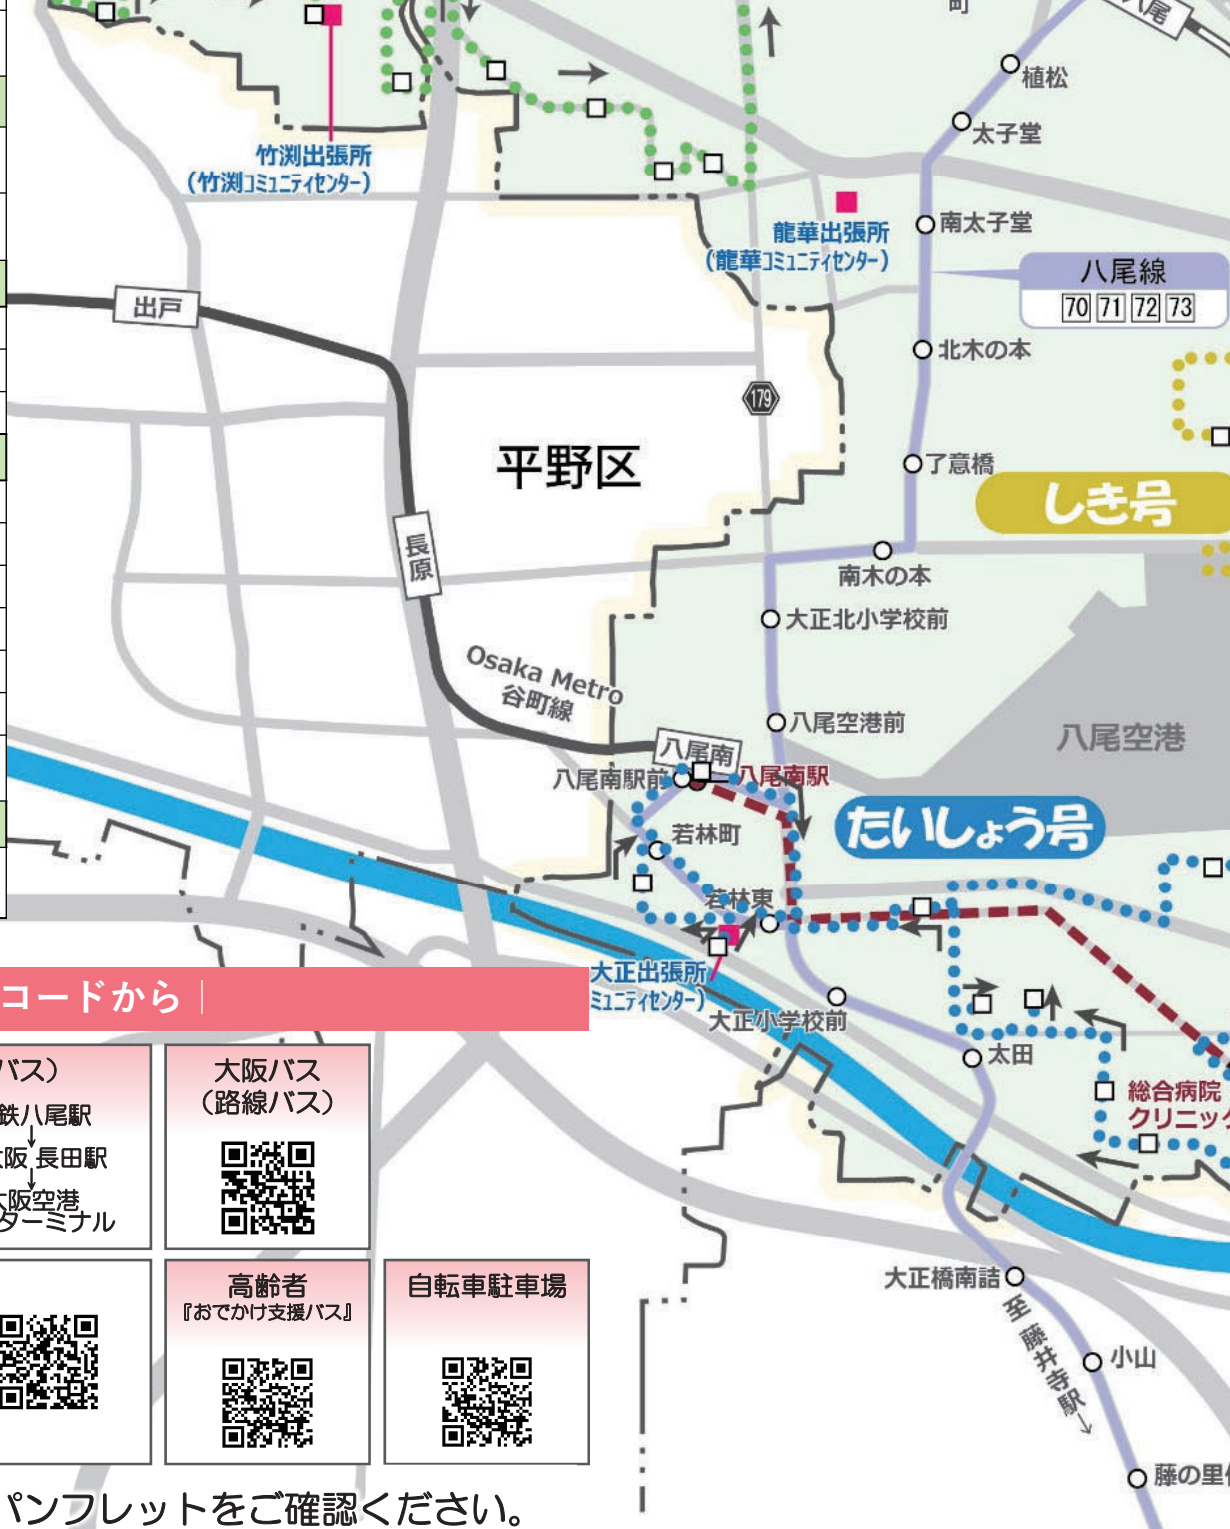 町
八尾
植松
太子堂
竹渕出張所
(竹渕コミュニティセンター)
南太子堂
龍華出張所
(龍華コミュニティセンター)
八尾線
70 71 72 73
出戸
北木の本
179
平野区
了意橋
しき号
長原
南木の本
大正北小学校前
Osaka Metro
谷町線
八尾空港前
八尾空港
八尾南
八尾南駅前
八尾南駅
たいしょう号
若林町
若林東
大正出張所
ミュニティセンター)
大正小学校前
太田
総合病院
クリニック
コードから
バス)
鉄八尾駅
↓
大阪 長田駅
↓
大阪空港
ターミナル
大阪バス
(路線バス)
高齢者
『おでかけ支援バス』
自転車駐車場
大正橋南詰
至 藤井寺駅
小山
藤の里
パンフレットをご確認ください。